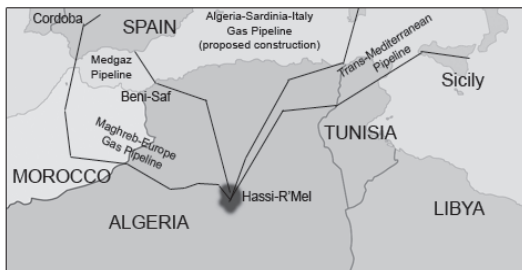 Cordoba
SPAIN
Algeria-Sardinia-Italy
Gas Pipeline
(proposed construction)
Medgaz
Pipeline
Trans-Mediterranean
Pipeline
Sicily
Beni-Saf
Maghreb-Europe
Gas Pipeline
TUNISIA
MOROCCO
Hassi-R'Mel
ALGERIA
LIBYA